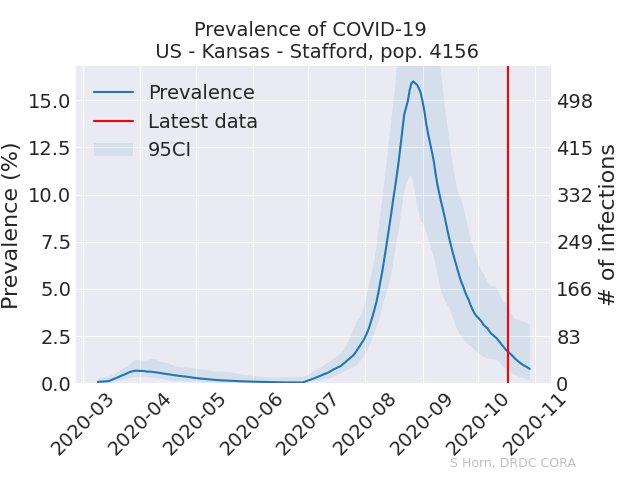 Prevalence of COVID-19
US - Kansas - Stafford, pop. 4156
Prevalence
Latest data
95CI
Prevalence (%)
15.0
12.5
10.0
7.5
5.0
2.5
0.0
498
415
332
249
166
83
0
# of infections
2020-03
2020-04
2020-05
2020-06
2020-07
2020-08
2020-09
2020-10
2020-11
S Horn, DRDC CORA